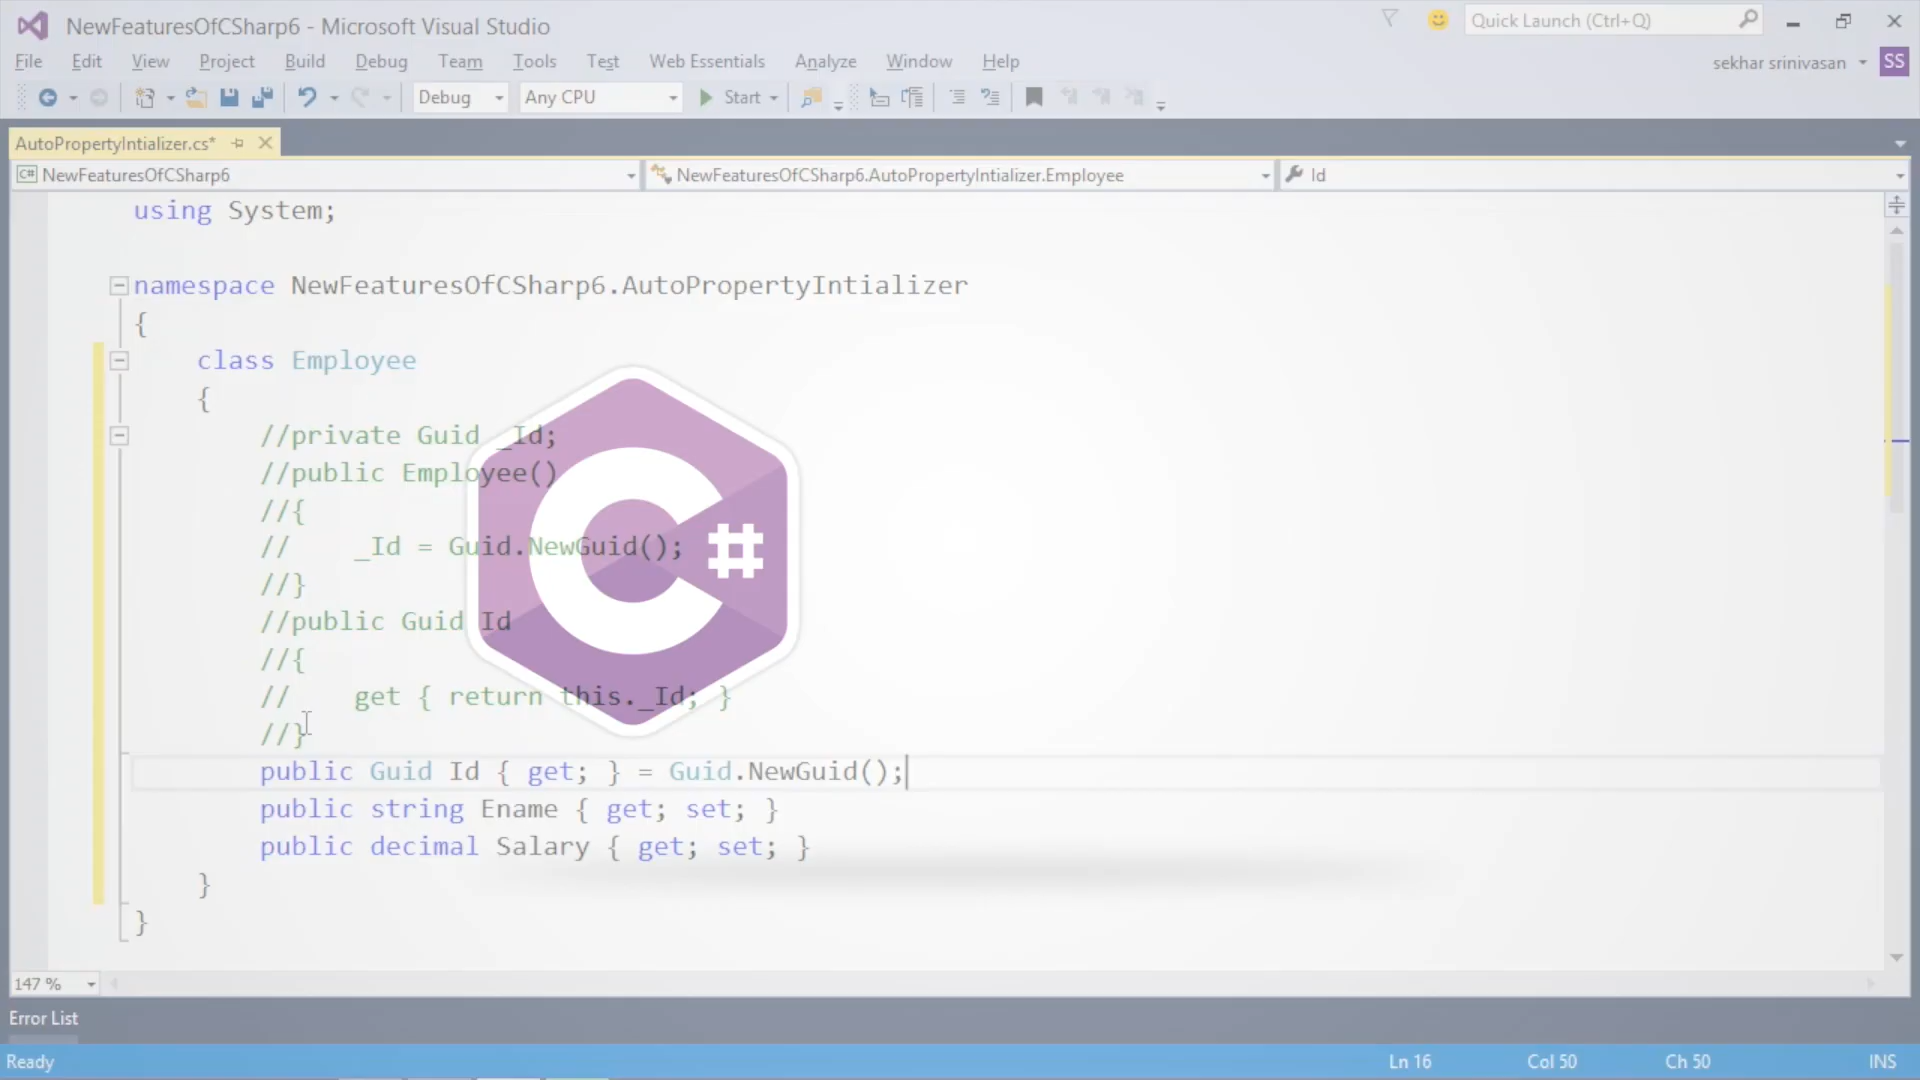 NewFeaturesOfCSharp6 - Microsoft Visual Studio
Quick Launch (Ctrl+Q)
File Edit View Project Build Debug Team Tools Test Web Essentials Analyze Window Help
sekhar srinivasan SS
Debug Any CPU Start
AutoPropertyIntializer.cs*
C# NewFeaturesOfCSharp6 NewFeaturesOfCSharp6.AutoPropertyIntializer.Employee Id
using System;
namespace NewFeaturesOfCSharp6.AutoPropertyIntializer
{
class Employee
{
//private Guid _Id;
//public Employee()
//{
// _Id = Guid.NewGuid();
//}
//public Guid Id
//{
// get { return this._Id; }
//}
public Guid Id { get; } = Guid.NewGuid();
public string Ename { get; set; }
public decimal Salary { get; set; }
}
}
C#
147 %
Error List
Ready Ln 16 Col 50 Ch 50 INS